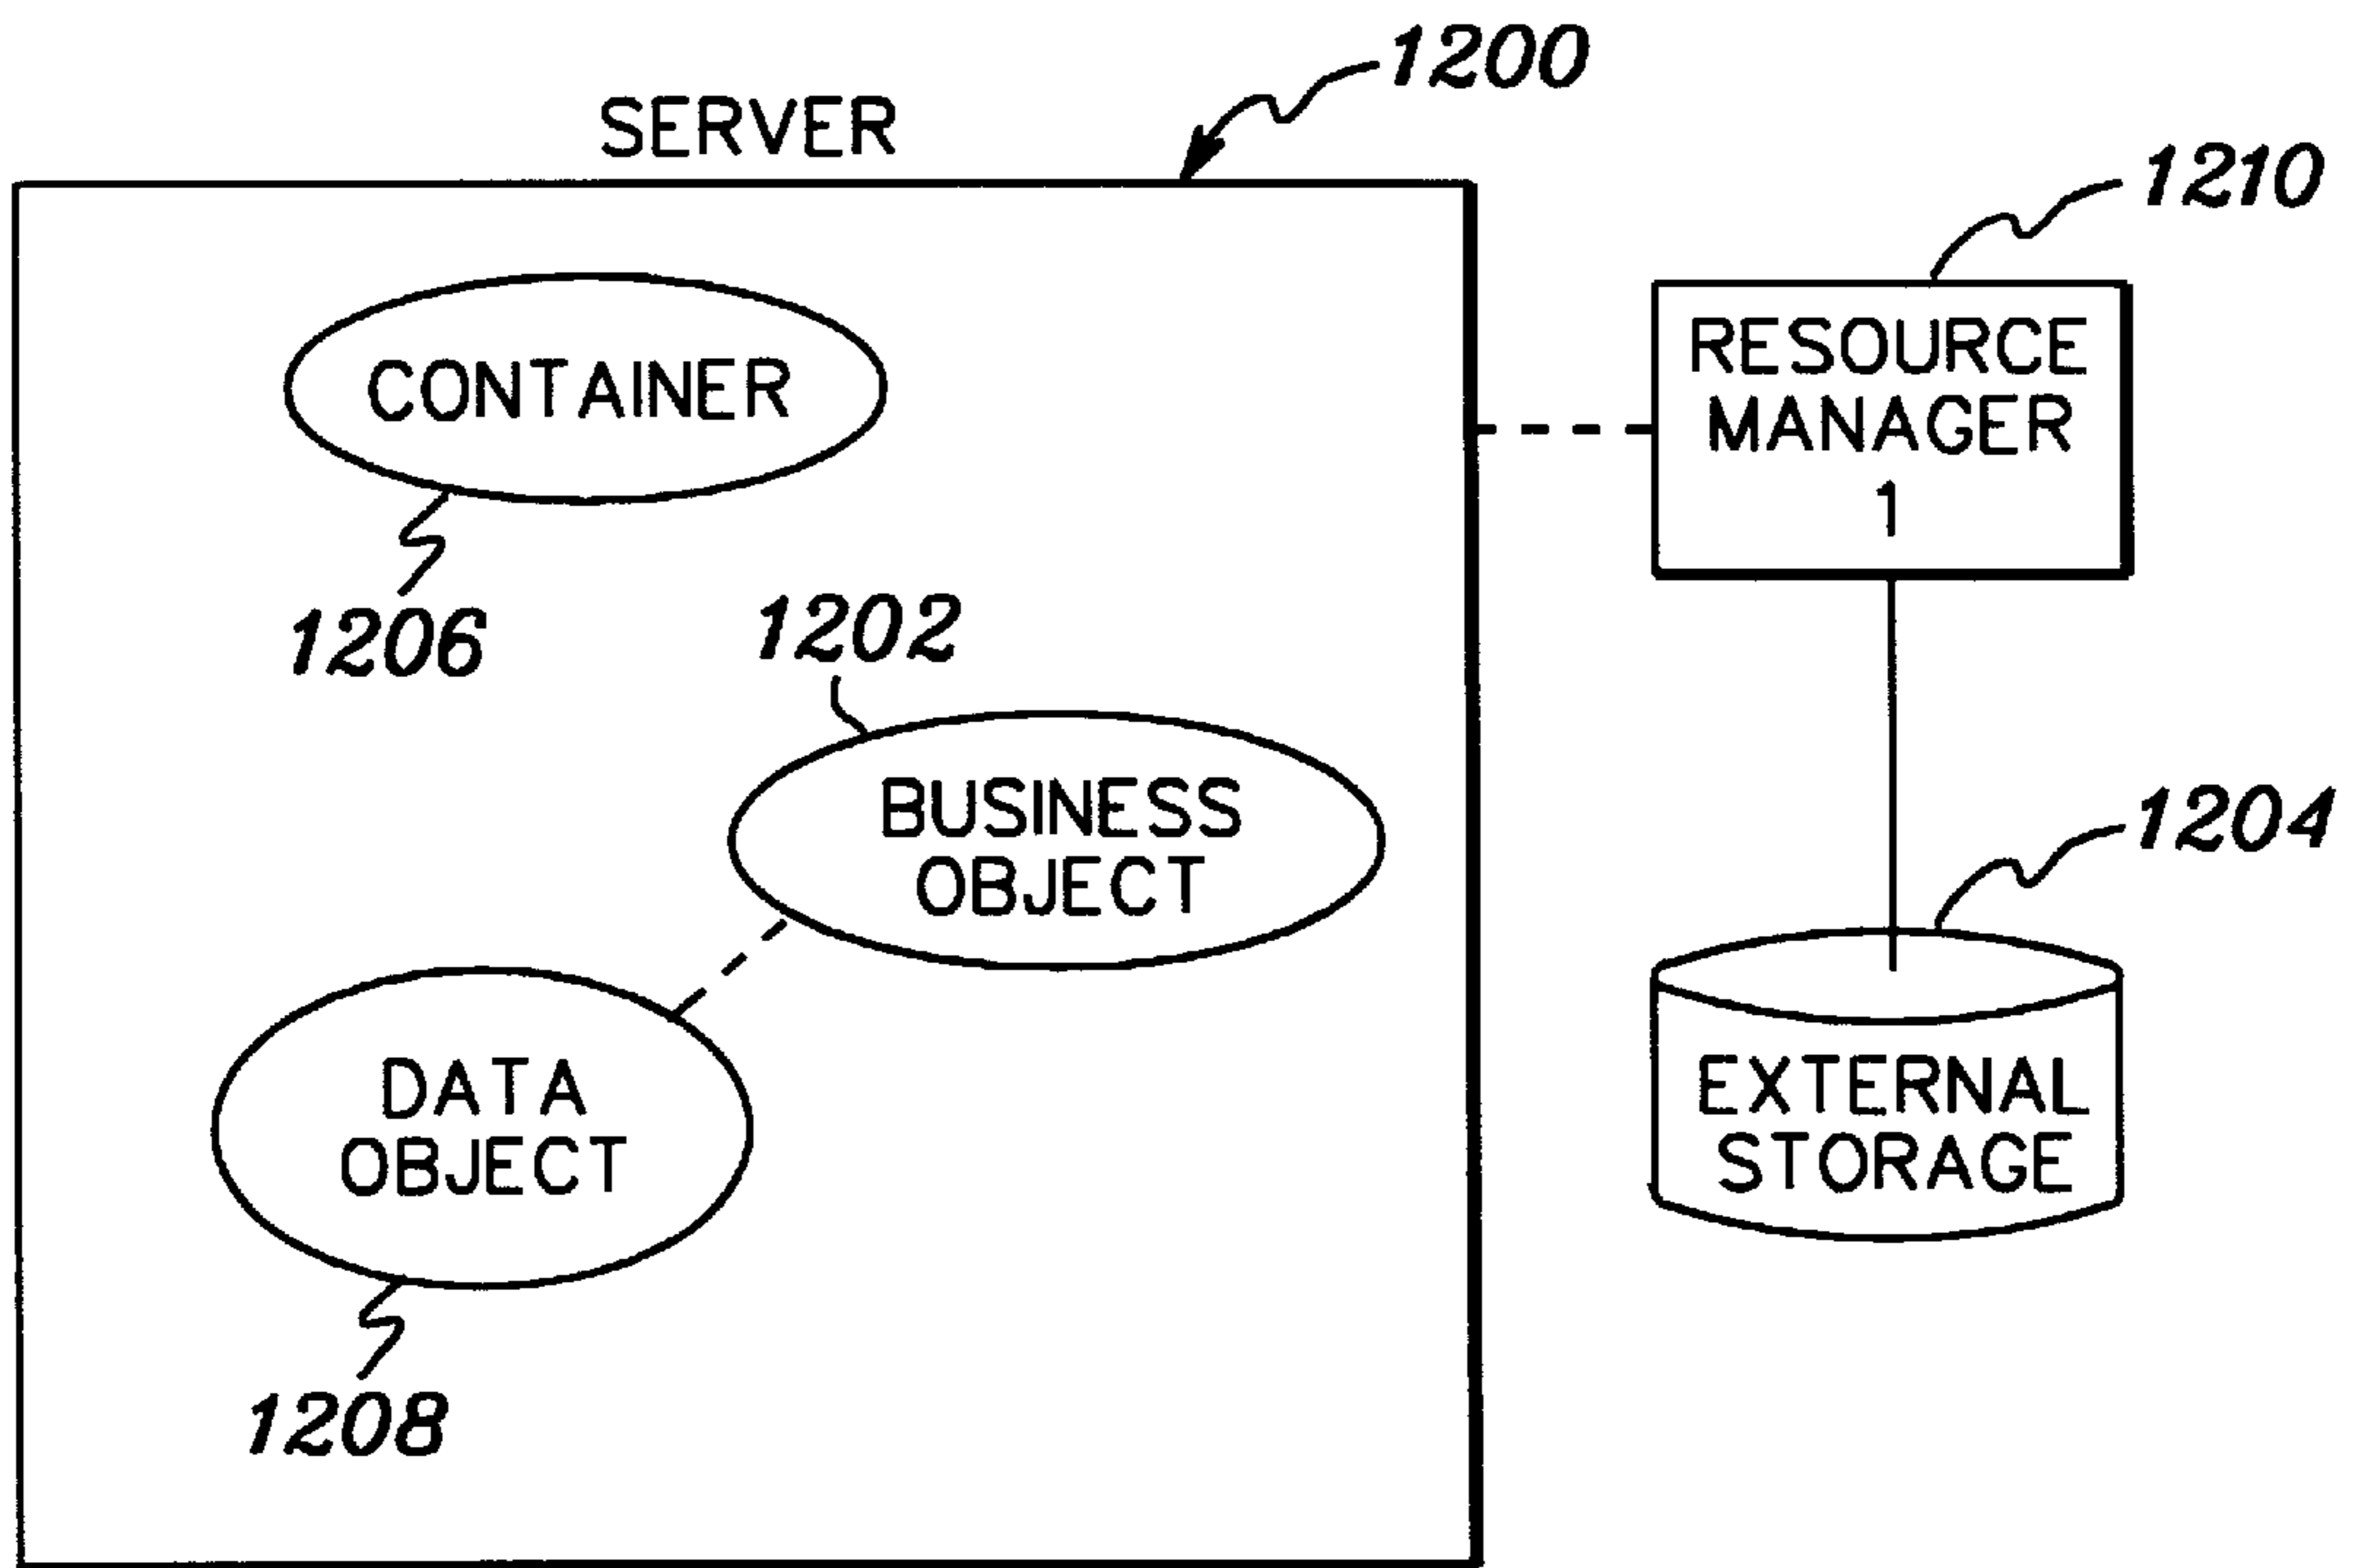 1200
SERVER
1210
RESOURCE
MANAGER
1
CONTAINER
1206
1202
BUSINESS
OBJECT
1204
EXTERNAL
STORAGE
DATA
OBJECT
1208